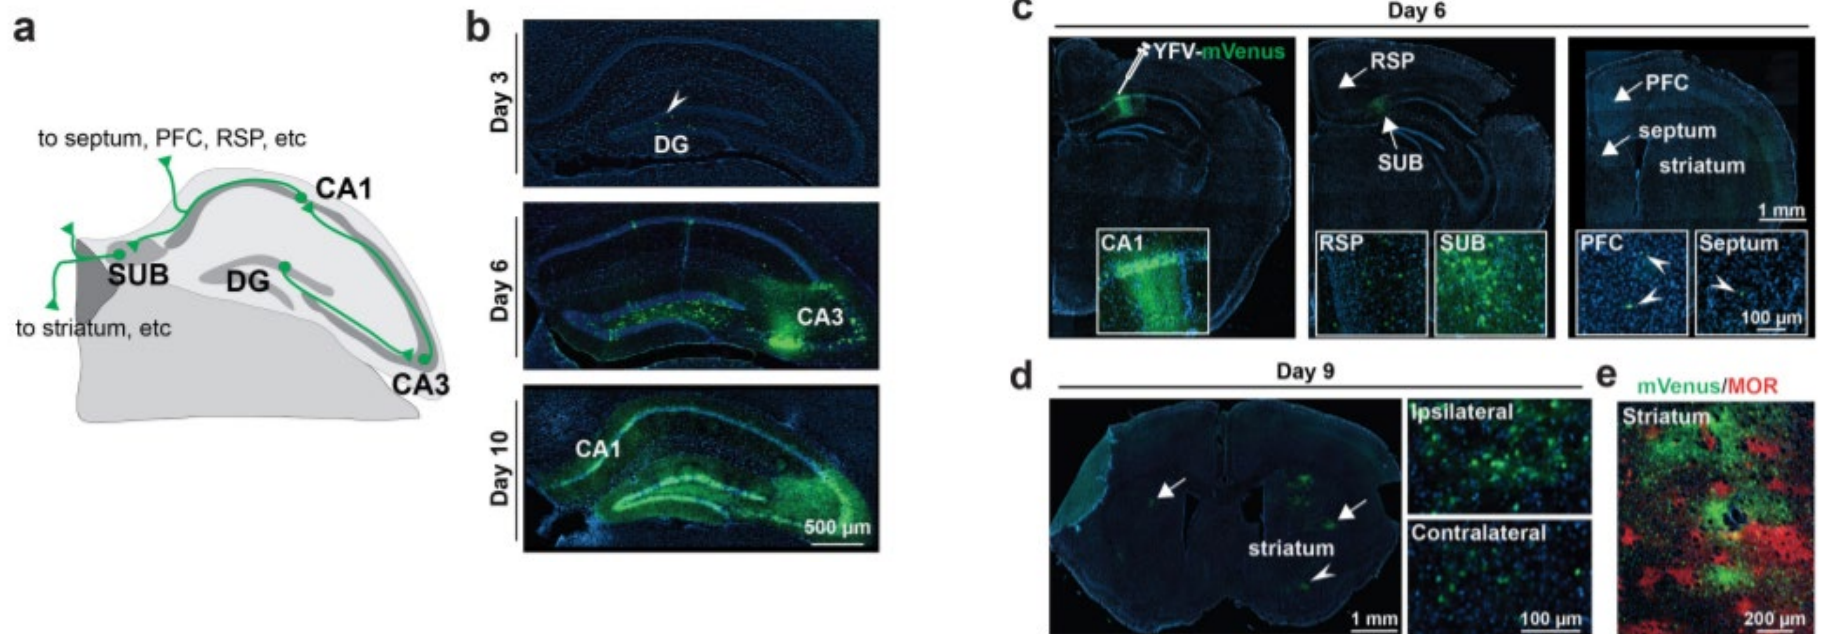 a
to septum, PFC, RSP, etc
CA1
SUB
DG
to striatum, etc
CA3
b
Day 3
DG
Day 6
CA3
Day 10
CA1
500 µm
c
Day 6
YFV-mVenus
CA1
RSP
SUB
RSP
SUB
PFC
septum
striatum
1 mm
PFC
Septum
100 µm
d
Day 9
striatum
1 mm
Ipsilateral
Contralateral
100 µm
e
mVenus/MOR
Striatum
200 µm